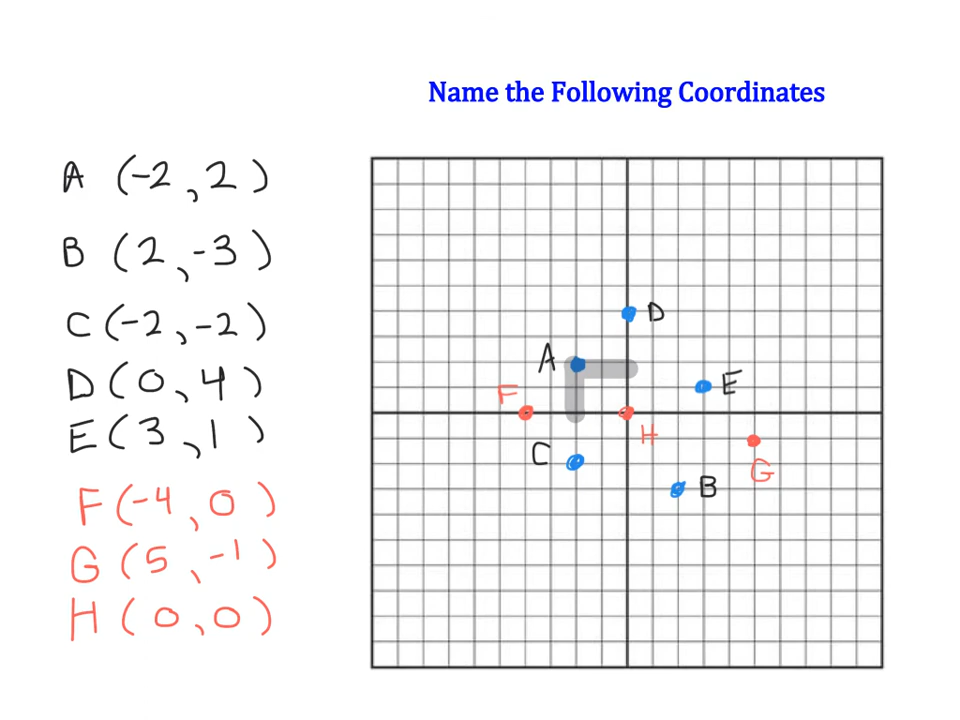 Name the Following Coordinates
A (-2, 2)
B (2, -3)
C (-2, -2)
D (0, 4)
E (3, 1)
F (-4, 0)
G (5, -1)
H (0, 0)
D
A
E
F
H
C
G
B